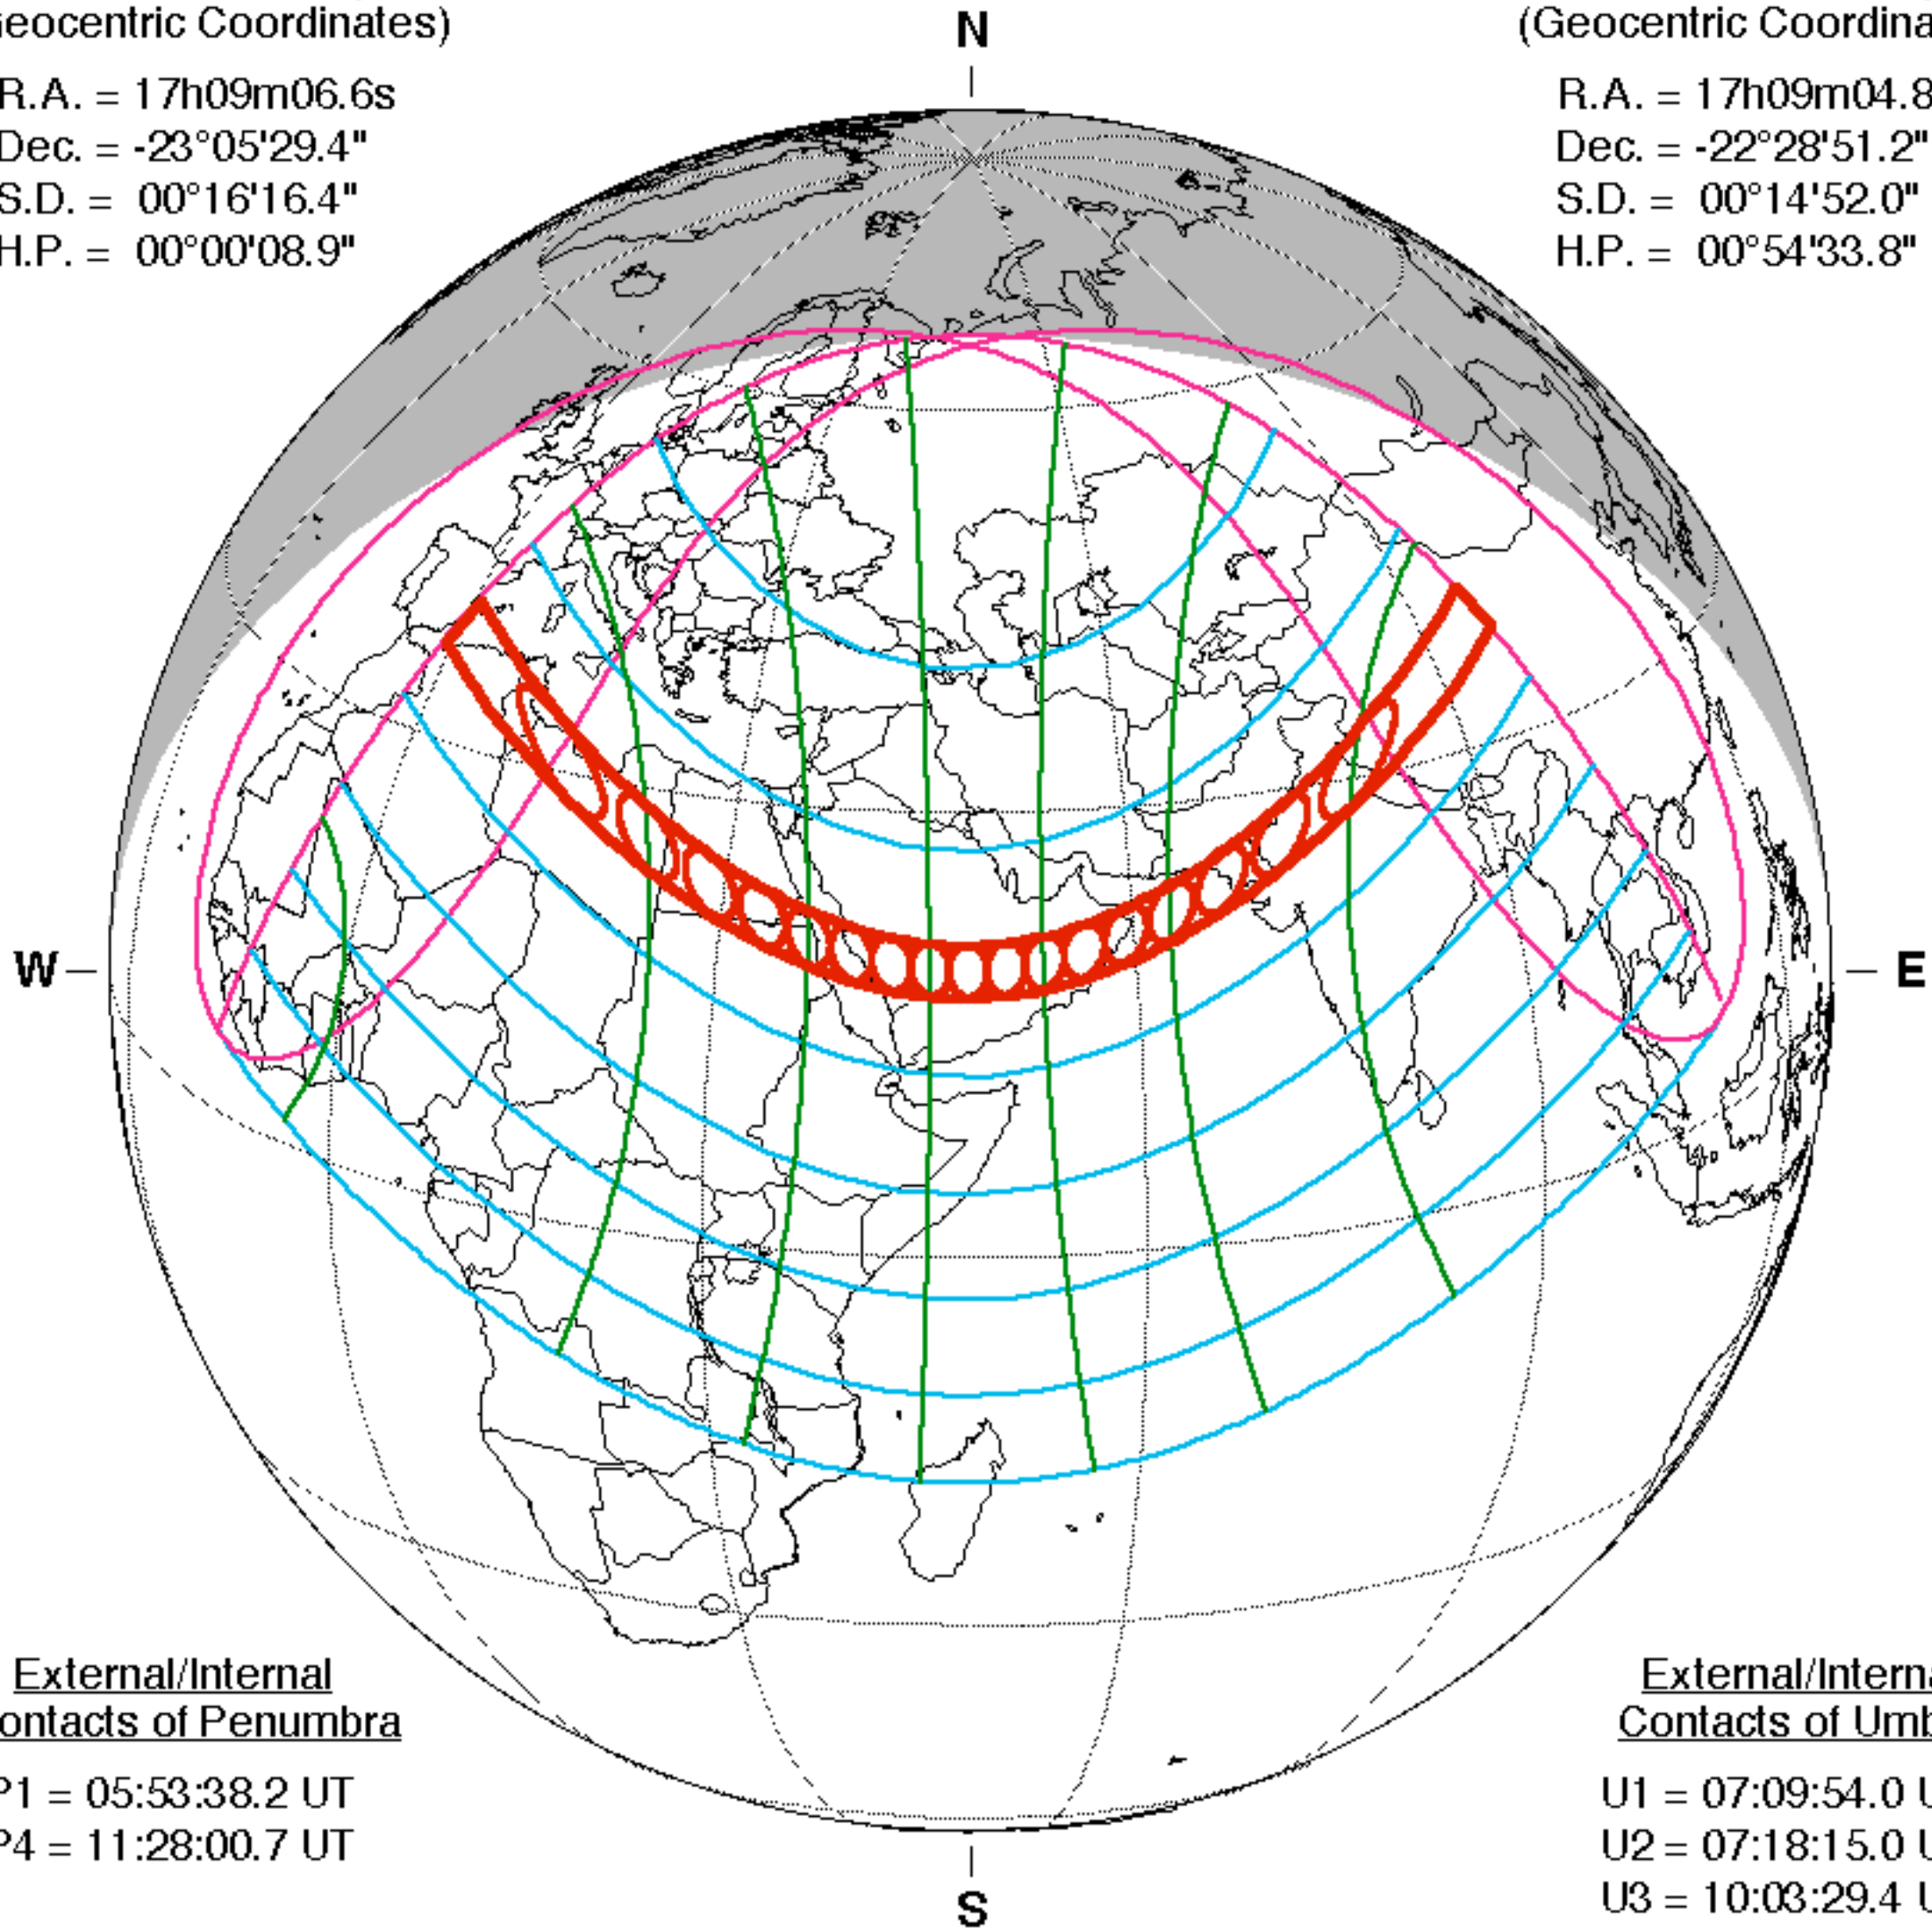 eocentric Coordinates)
R.A. = 17h09m06.6s
Dec. = -23°05'29.4"
S.D. = 00°16'16.4"
H.P. = 00°00'08.9"
N
(Geocentric Coordina
R.A. = 17h09m04.8
Dec. = -22°28'51.2"
S.D. = 00°14'52.0"
H.P. = 00°54'33.8"
W
E
External/Internal
ontacts of Penumbra
P1 = 05:53:38.2 UT
P4 = 11:28:00.7 UT
External/Interna
Contacts of Umb
U1 = 07:09:54.0 U
U2 = 07:18:15.0 U
U3 = 10:03:29.4 U
S